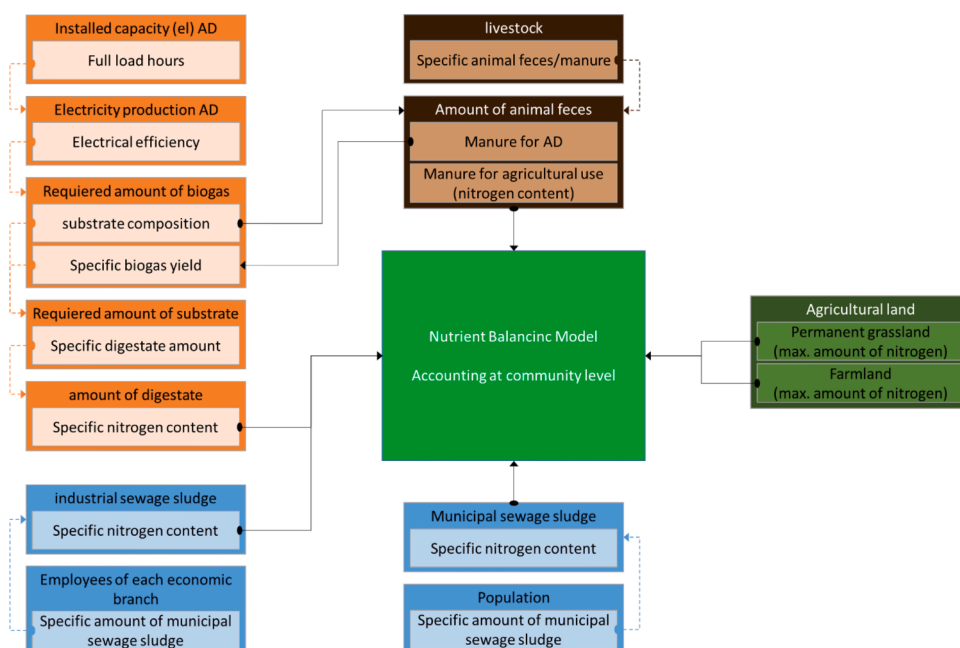 Installed capacity (el) AD
Full load hours
Electricity production AD
Electrical efficiency
Requiered amount of biogas
substrate composition
Specific biogas yield
Requiered amount of substrate
Specific digestate amount
amount of digestate
Specific nitrogen content
industrial sewage sludge
Specific nitrogen content
Employees of each economic
branch
Specific amount of municipal
sewage sludge
livestock
Specific animal feces/manure
Amount of animal feces
Manure for AD
Manure for agricultural use
(nitrogen content)
Nutrient Balancinc Model
Accounting at community level
Municipal sewage sludge
Specific nitrogen content
Population
Specific amount of municipal
sewage sludge
Agricultural land
Permanent grassland
(max. amount of nitrogen)
Farmland
(max. amount of nitrogen)